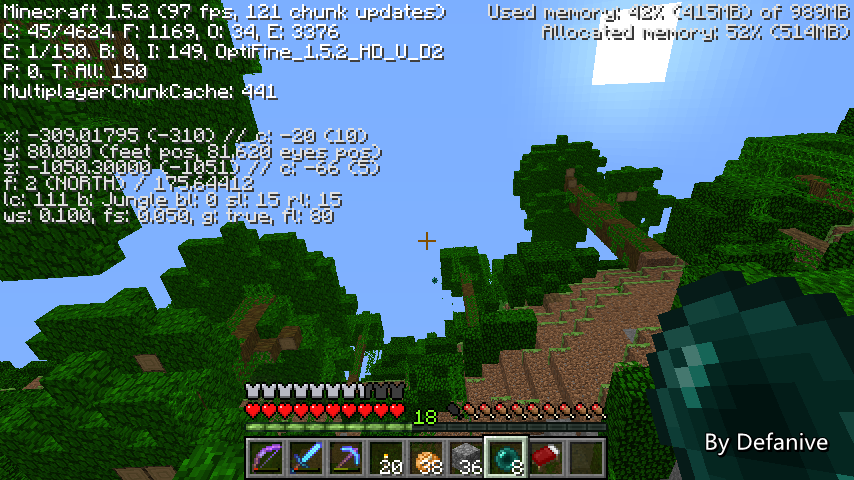 Minecraft 1.5.2 (97 fps, 121 chunk updates)
C: 45/4624, F: 1169, O: 34, E: 3376
E: 1/150, B: 0, I: 149, OptiFine_1.5.2_HD_U_D2
P: 0, T: All: 150
MultiplayerChunkCache: 441
Used memory: 42% (415MB) of 989MB
Allocated memory: 52% (514MB)
x: -309.01795 (-310) // c: -20 (10)
y: 80.000 (feet pos, 81.620 eyes pos)
z: -1050.30000 (-1051) // c: -66 (5)
f: 2 (NORTH) / 175.64412
lc: 111 b: Jungle bl: 0 sl: 15 rl: 15
ws: 0.100, fs: 0.050, g: true, fl: 80
18
20
38
36
8
By Defanive